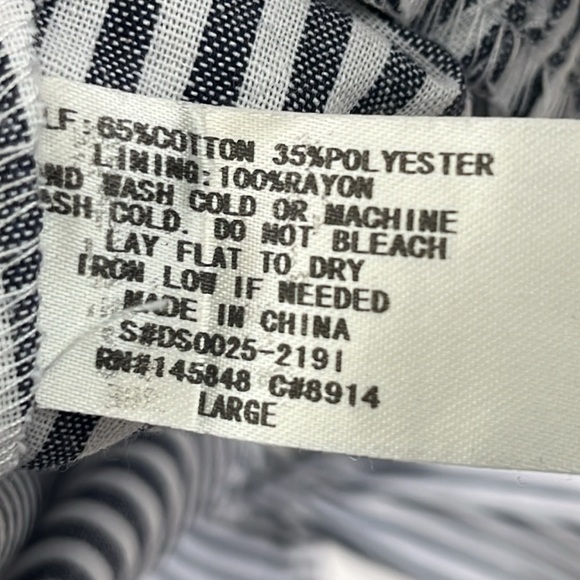 LF:65%COTTON 35%POLYESTER
LINING:100%RAYON
ND WASH COLD OR MACHINE
ASH COLD. DO NOT BLEACH
LAY FLAT TO DRY
IRON LOW IF NEEDED
MADE IN CHINA
S#DS0025-2191
RN#145848 C#8914
LARGE